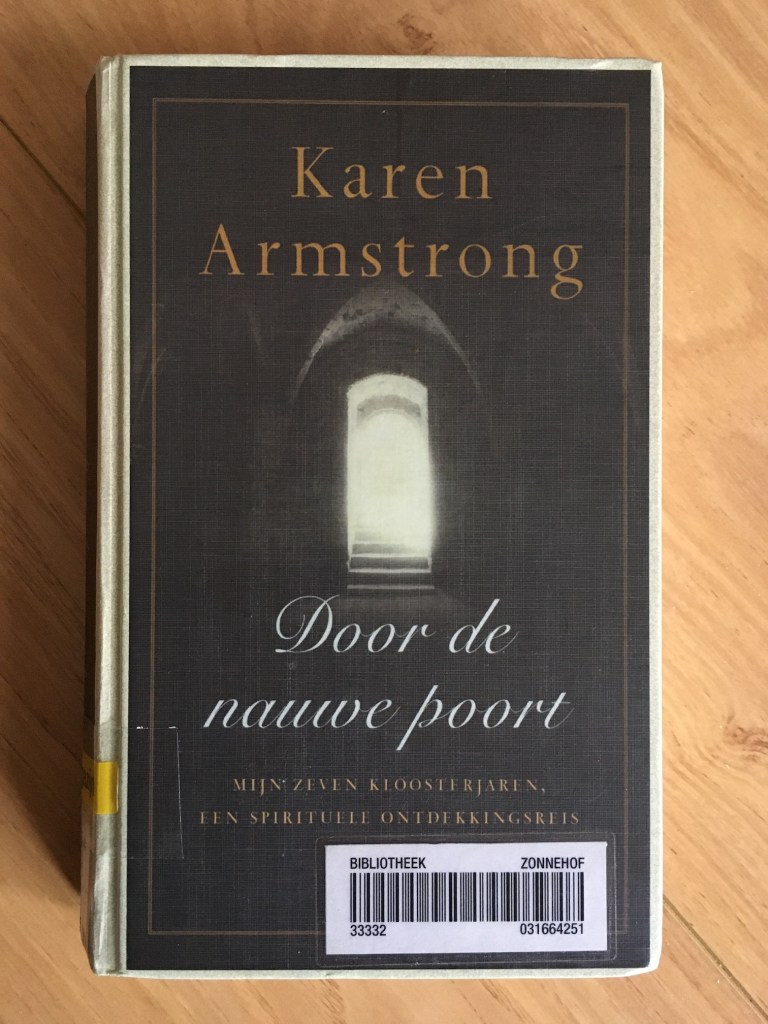 Karen
Armstrong
Door de
nauwe poort
MIJN ZEVEN KLOOSTERJAREN,
EEN SPIRITUELE ONTDEKKINGSREIS
BIBLIOTHEEK ZONNEHOF
33332 031664251